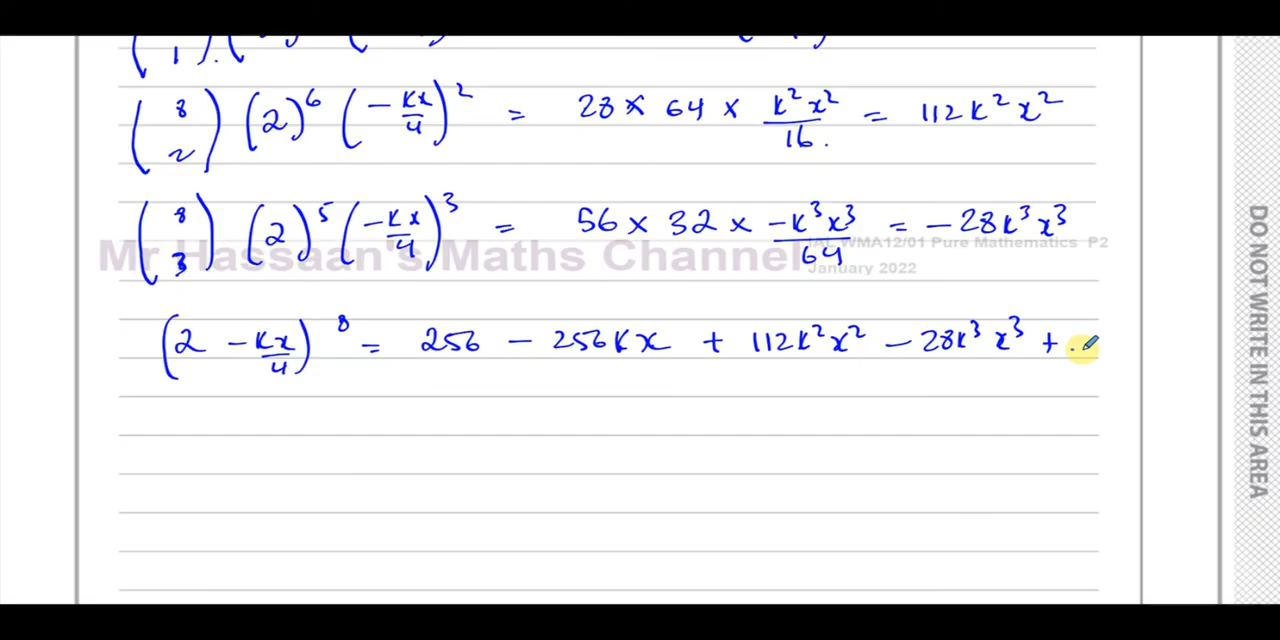 (8 2) (2)^6 (-kx/4)^2 = 28 × 64 × k^2x^2/16. = 112k^2x^2
(8 3) (2)^5 (-kx/4)^3 = 56 × 32 × -k^3x^3/64 = -28k^3x^3
Mr Hassaan's Maths Channel
IAL WMA12/01 Pure Mathematics P2
January 2022
(2 - kx/4)^8 = 256 - 256kx + 112k^2x^2 - 28k^3x^3 + .
DO NOT WRITE IN THIS AREA